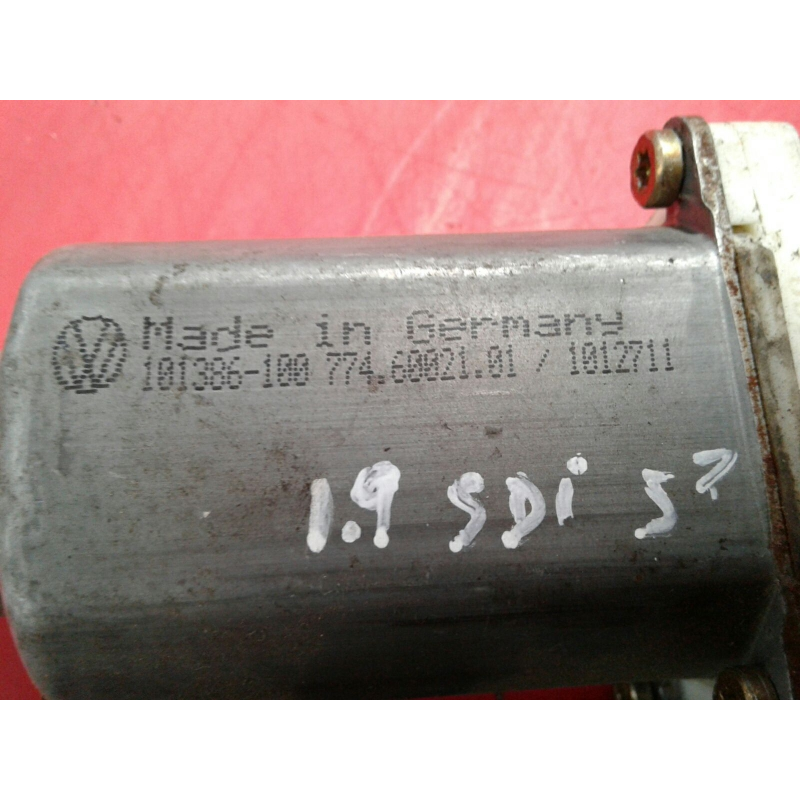 Made in Germany
101386-100 774.60021.01 / 1012711
1.9 SDi 5?